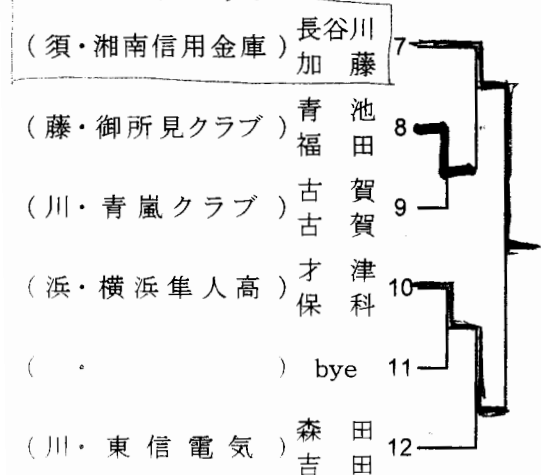 (須・湘南信用金庫) 長谷川 加藤 7
(藤・御所見クラブ) 青池 福田 8
(川・青嵐クラブ) 古賀 古賀 9
(浜・横浜隼人高) 才津 保科 10
(・) bye 11
(川・東信電気) 森田 吉田 12